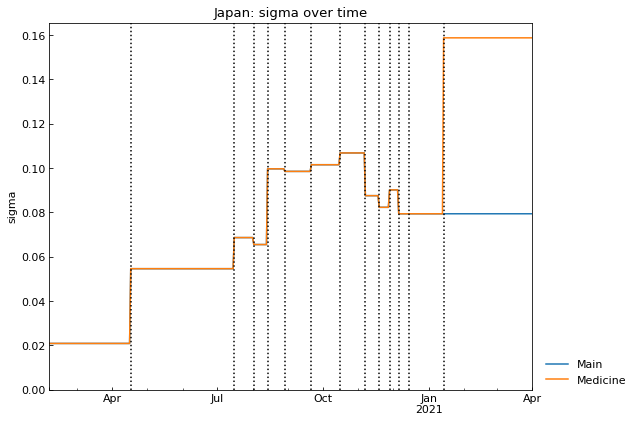 Japan: sigma over time
0.16
0.14
0.12
0.10
0.08
0.06
0.04
0.02
0.00
sigma
Apr
Jul
Oct
Jan
2021
Apr
Main
Medicine